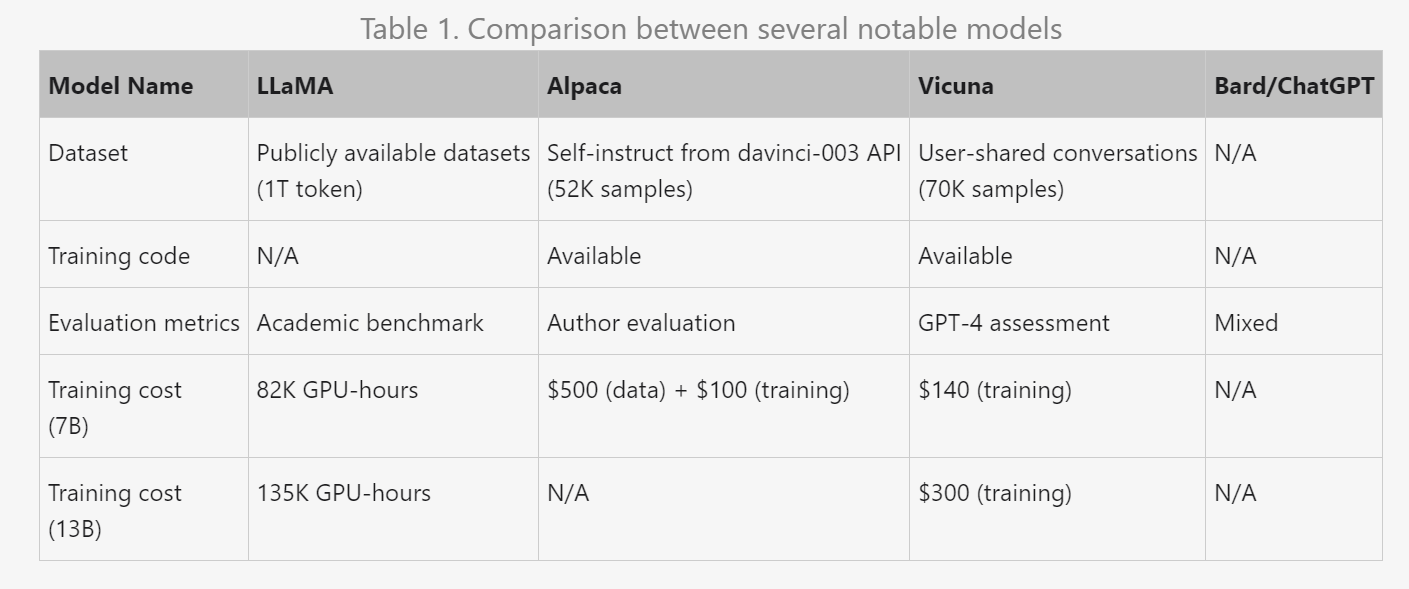 Table 1. Comparison between several notable models
Model Name LLaMA Alpaca Vicuna Bard/ChatGPT
Dataset Publicly available datasets Self-instruct from davinci-003 API User-shared conversations N/A
(1T token) (52K samples) (70K samples)
Training code N/A Available Available N/A
Evaluation metrics Academic benchmark Author evaluation GPT-4 assessment Mixed
Training cost 82K GPU-hours $500 (data) + $100 (training) $140 (training) N/A
(7B)
Training cost 135K GPU-hours N/A $300 (training) N/A
(13B)